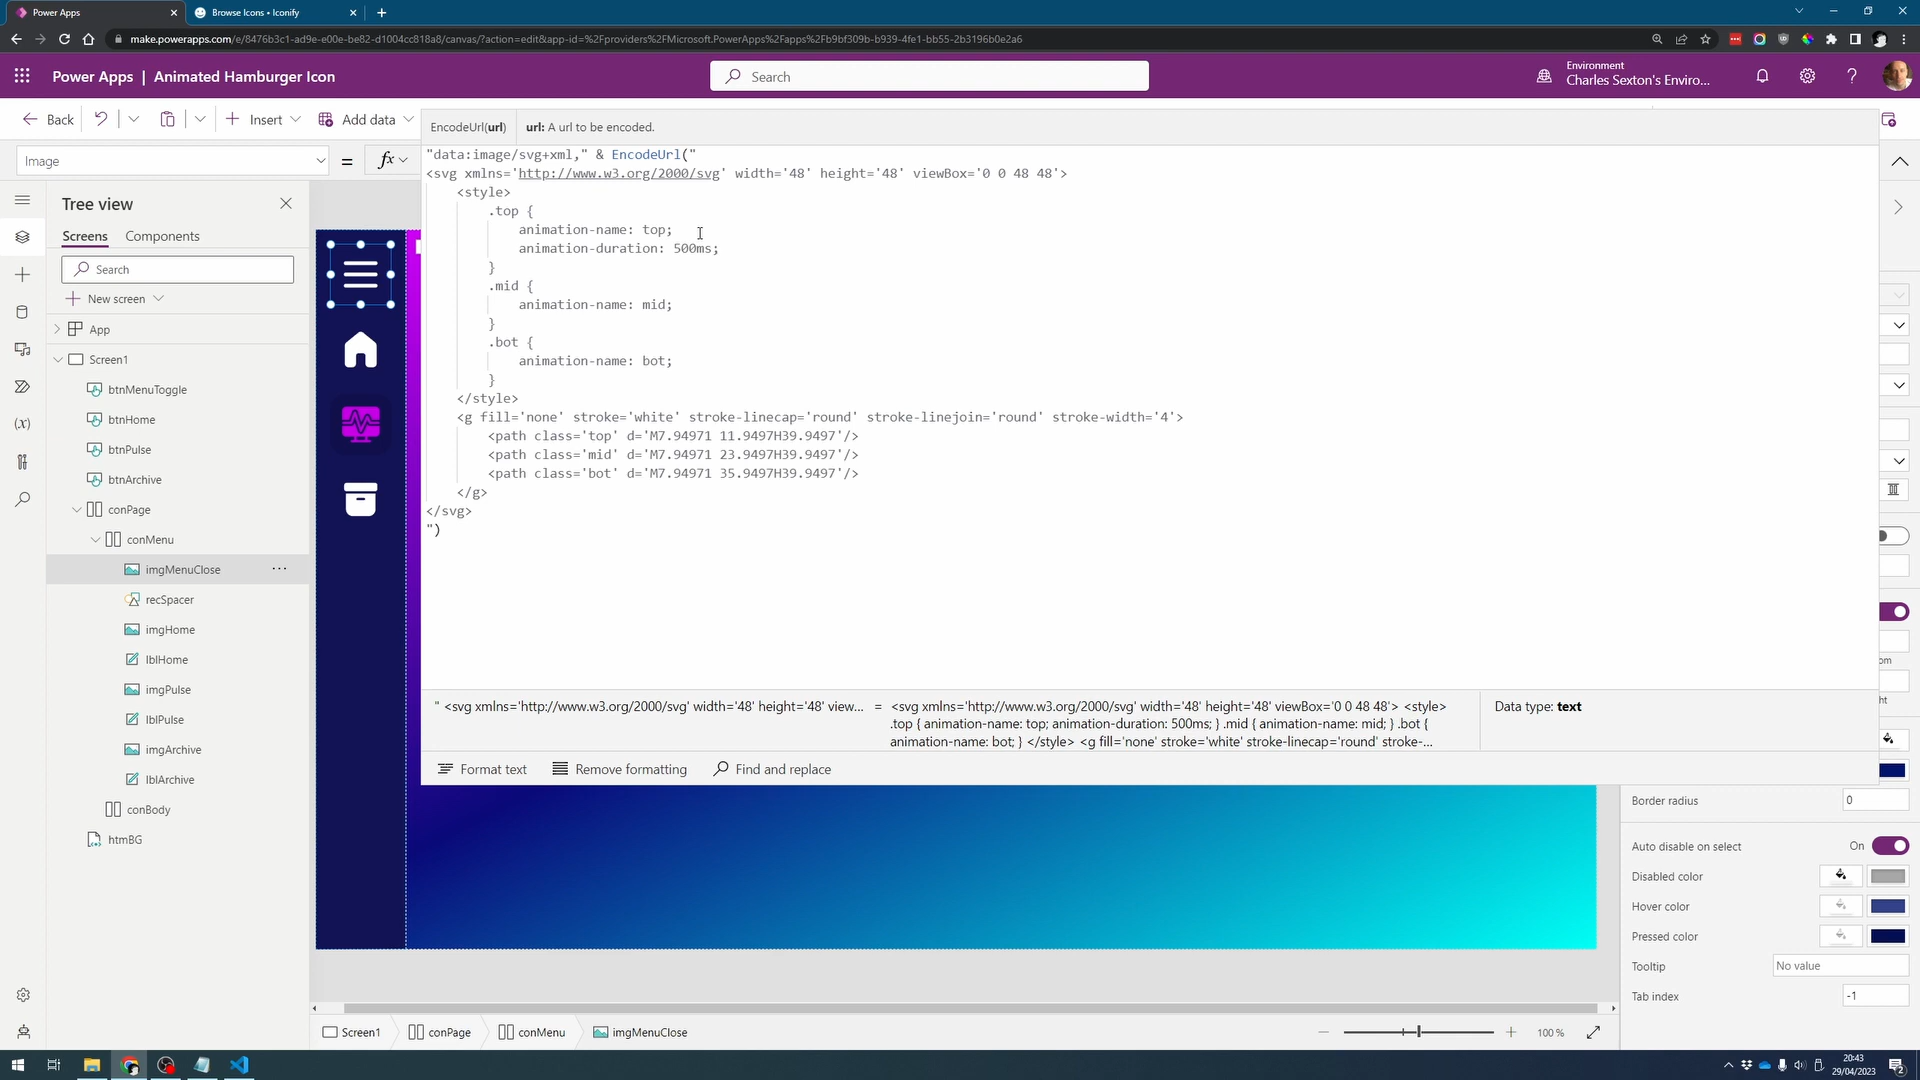 Power Apps
Browse Icons • Iconify
make.powerapps.com/e/8476b3c1-ad9e-e00e-be82-d1004cc818a8/canvas/?action=edit&app-id=%2Fproviders%2FMicrosoft.PowerApps%2Fapps%2Fb9bf309b-b939-4fe1-bb55-2b3196b0e2a6
Power Apps | Animated Hamburger Icon
Search
Environment
Charles Sexton's Enviro...
Back
Insert
Add data
EncodeUrl(url)
url: A url to be encoded.
Image
=
fx
"data:image/svg+xml," & EncodeUrl("
<svg xmlns='http://www.w3.org/2000/svg' width='48' height='48' viewBox='0 0 48 48'>
<style>
.top {
animation-name: top;
animation-duration: 500ms;
}
.mid {
animation-name: mid;
}
.bot {
animation-name: bot;
}
</style>
<g fill='none' stroke='white' stroke-linecap='round' stroke-linejoin='round' stroke-width='4'>
<path class='top' d='M7.94971 11.9497H39.9497'/>
<path class='mid' d='M7.94971 23.9497H39.9497'/>
<path class='bot' d='M7.94971 35.9497H39.9497'/>
</g>
</svg>
")
Tree view
Screens
Components
Search
New screen
App
Screen1
btnMenuToggle
btnHome
btnPulse
btnArchive
conPage
conMenu
imgMenuClose
recSpacer
imgHome
lblHome
imgPulse
lblPulse
imgArchive
lblArchive
conBody
htmBG
" <svg xmlns='http://www.w3.org/2000/svg' width='48' height='48' view... = <svg xmlns='http://www.w3.org/2000/svg' width='48' height='48' viewBox='0 0 48 48'> <style>
.top { animation-name: top; animation-duration: 500ms; } .mid { animation-name: mid; } .bot {
animation-name: bot; } </style> <g fill='none' stroke='white' stroke-linecap='round' stroke-...
Data type: text
Format text
Remove formatting
Find and replace
om
ht
Border radius
0
Auto disable on select
On
Disabled color
Hover color
Pressed color
Tooltip
No value
Tab index
-1
Screen1
conPage
conMenu
imgMenuClose
100 %
20:43
29/04/2023